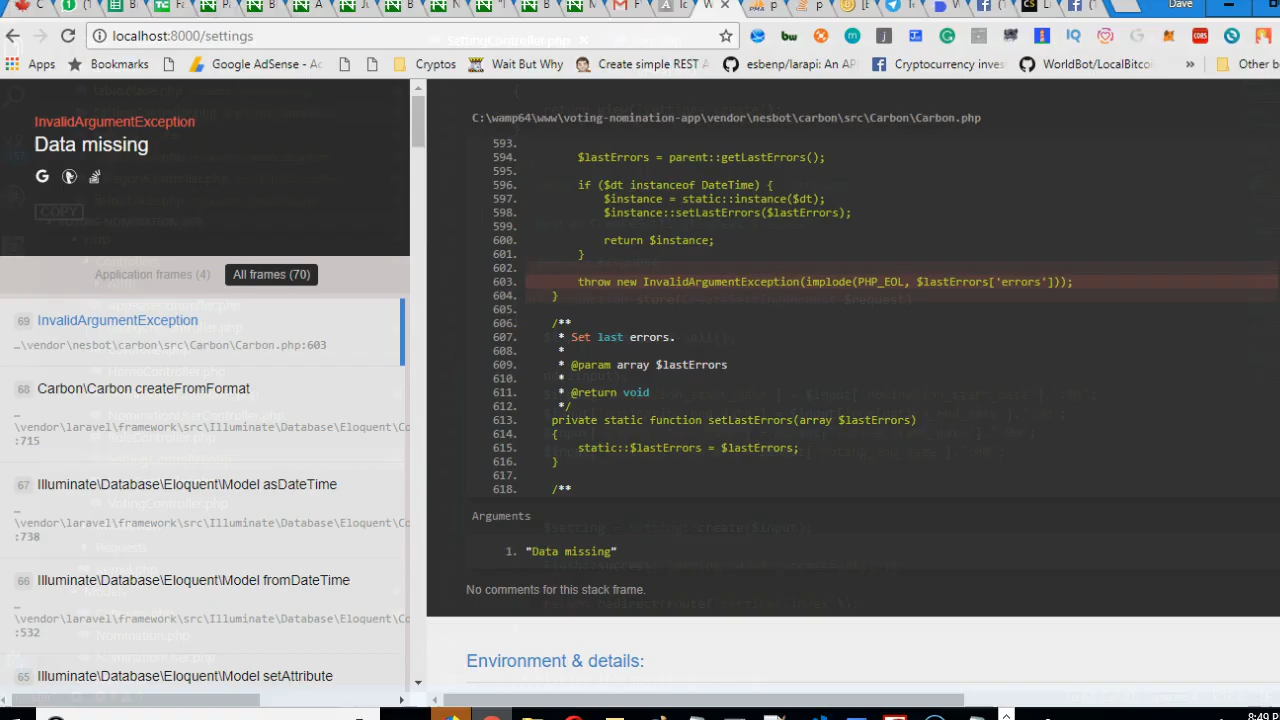 Dave
localhost:8000/settings
Apps
Bookmarks
Google AdSense - Ac
Cryptos
Wait But Why
Create simple REST A
esbenp/larapi: An API
Cryptocurrency inves
WorldBot/LocalBitco
»
Other bo
InvalidArgumentException
Data missing
COPY
Application frames (4)
All frames (70)
69 InvalidArgumentException
…\vendor\nesbot\carbon\src\Carbon\Carbon.php:603
68 Carbon\Carbon createFromFormat
…
\vendor\laravel\framework\src\Illuminate\Database\Eloquent\Co
:715
67 Illuminate\Database\Eloquent\Model asDateTime
…
\vendor\laravel\framework\src\Illuminate\Database\Eloquent\Co
:738
66 Illuminate\Database\Eloquent\Model fromDateTime
…
\vendor\laravel\framework\src\Illuminate\Database\Eloquent\Co
:532
65 Illuminate\Database\Eloquent\Model setAttribute
C:\wamp64\www\voting-nomination-app\vendor\nesbot\carbon\src\Carbon\Carbon.php
593.
594. $lastErrors = parent::getLastErrors();
595.
596. if ($dt instanceof DateTime) {
597. $instance = static::instance($dt);
598. $instance::setLastErrors($lastErrors);
599.
600. return $instance;
601. }
602.
603. throw new InvalidArgumentException(implode(PHP_EOL, $lastErrors['errors']));
604. }
605.
606. /**
607. * Set last errors.
608. *
609. * @param array $lastErrors
610. *
611. * @return void
612. */
613. private static function setLastErrors(array $lastErrors)
614. {
615. static::$lastErrors = $lastErrors;
616. }
617.
618. /**
Arguments
1. "Data missing"
No comments for this stack frame.
Environment & details: